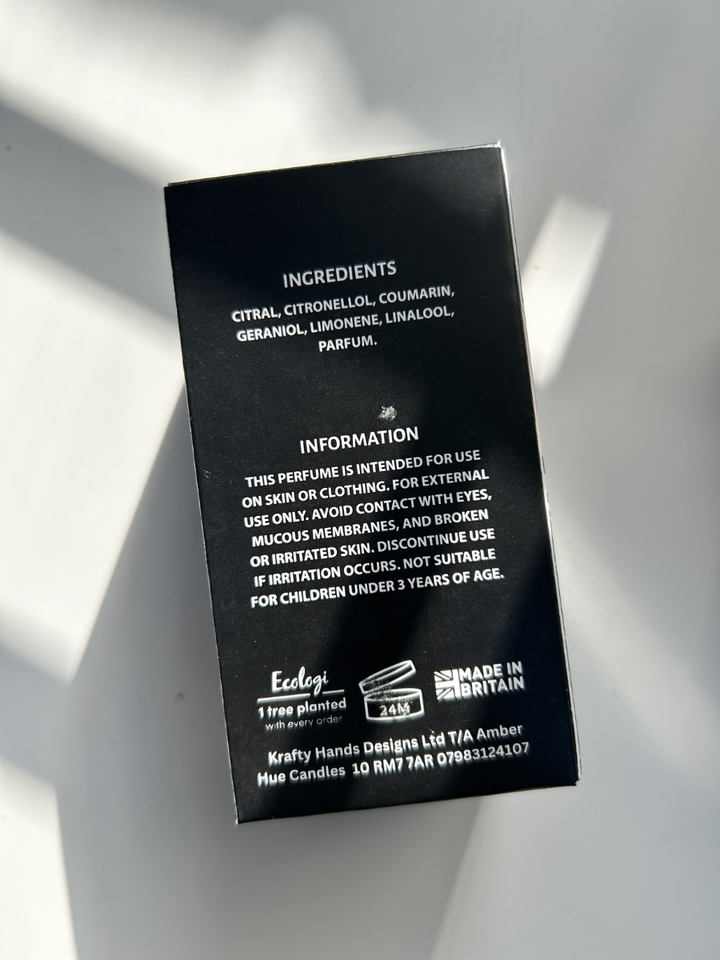 INGREDIENTS
CITRAL, CITRONELLOL, COUMARIN,
GERANIOL, LIMONENE, LINALOOL,
PARFUM.
INFORMATION
THIS PERFUME IS INTENDED FOR USE
ON SKIN OR CLOTHING. FOR EXTERNAL
USE ONLY. AVOID CONTACT WITH EYES,
MUCOUS MEMBRANES, AND BROKEN
OR IRRITATED SKIN. DISCONTINUE USE
IF IRRITATION OCCURS. NOT SUITABLE
FOR CHILDREN UNDER 3 YEARS OF AGE.
Ecologi
1 tree planted
with every order
24M
MADE IN
BRITAIN
Krafty Hands Designs Ltd T/A Amber
Hue Candles 10 RM7 7AR 07983124107